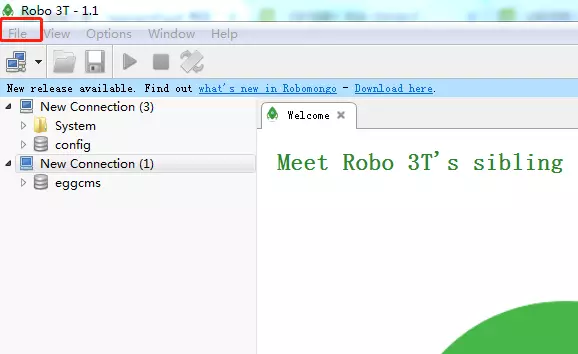 Robo 3T - 1.1
File View Options Window Help
New release available. Find out what's new in Robomongo - Download here.
New Connection (3)
System
config
New Connection (1)
eggcms
Welcome
Meet Robo 3T's sibling